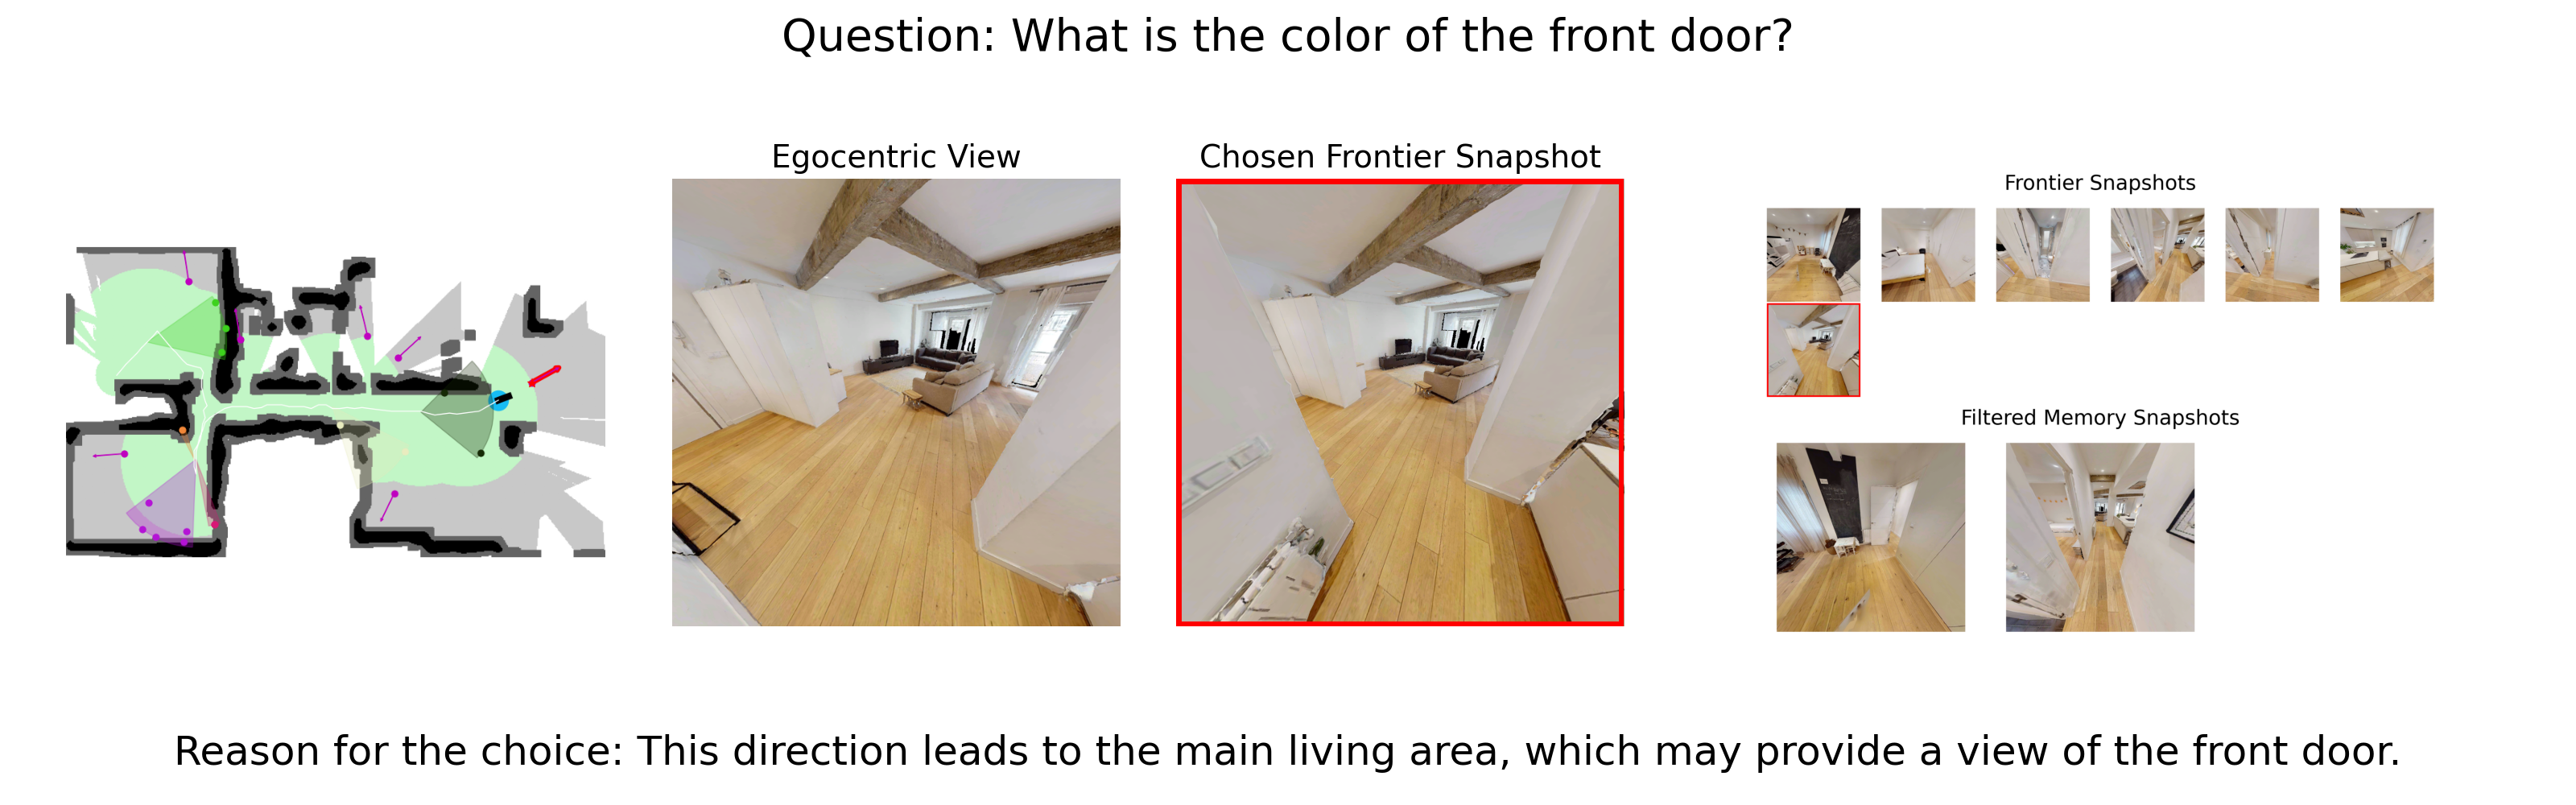 Question: What is the color of the front door?
Egocentric View
Chosen Frontier Snapshot
Frontier Snapshots
Filtered Memory Snapshots
Reason for the choice: This direction leads to the main living area, which may provide a view of the front door.